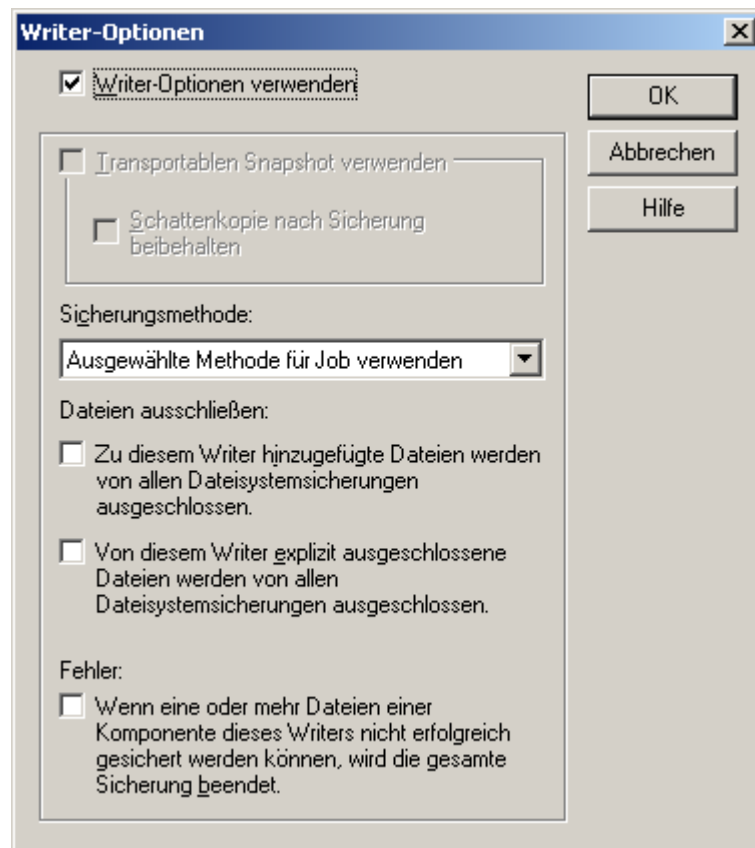 Writer-Optionen
Writer-Optionen verwenden
OK
Abbrechen
Hilfe
Transportablen Snapshot verwenden
Schattenkopie nach Sicherung
beibehalten
Sicherungsmethode:
Ausgewählte Methode für Job verwenden
Dateien ausschließen:
Zu diesem Writer hinzugefügte Dateien werden
von allen Dateisystemsicherungen
ausgeschlossen.
Von diesem Writer explizit ausgeschlossene
Dateien werden von allen
Dateisystemsicherungen ausgeschlossen.
Fehler:
Wenn eine oder mehr Dateien einer
Komponente dieses Writers nicht erfolgreich
gesichert werden können, wird die gesamte
Sicherung beendet.